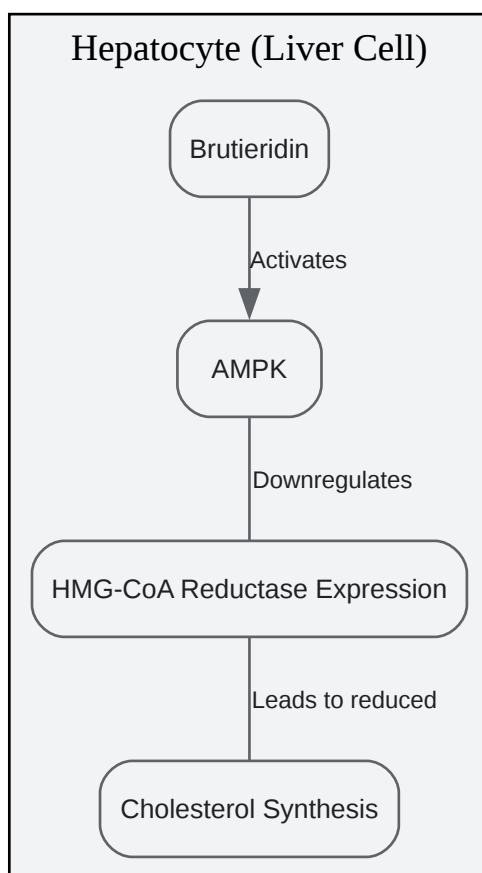 Hepatocyte (Liver Cell)
Brutieridin
Activates
AMPK
Downregulates
HMG-CoA Reductase Expression
Leads to reduced
Cholesterol Synthesis